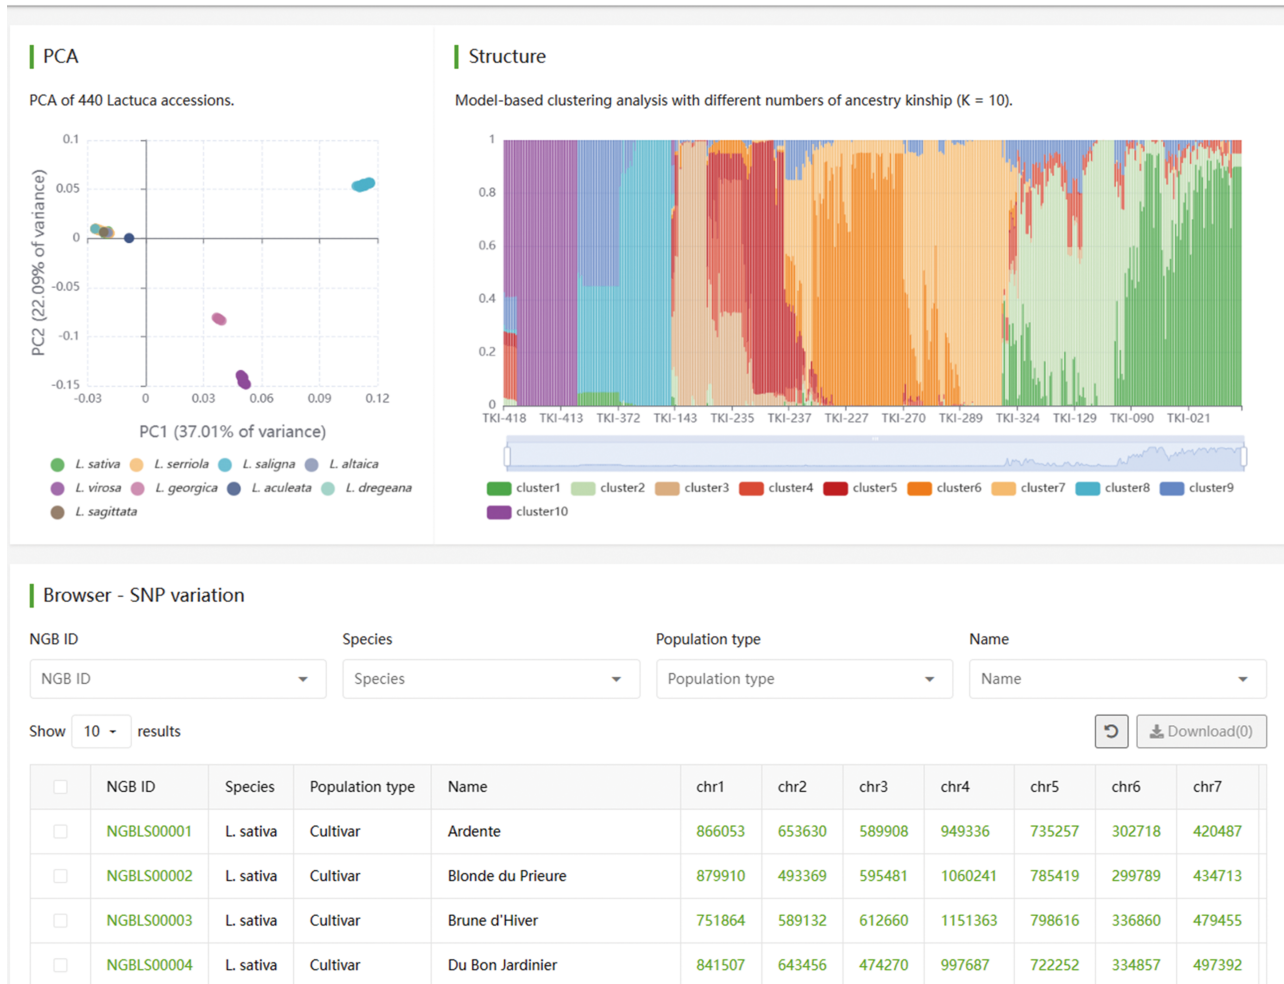 PCA
PCA of 440 Lactuca accessions.
0.1
0.05
0
-0.05
-0.1
-0.15
-0.03 0 0.03 0.06 0.09 0.12
PC2 (22.09% of variance)
PC1 (37.01% of variance)
L. sativa L. serriola L. saligna L. altaica
L. virosa L. georgica L. aculeata L. dregeana
L. sagittata
Structure
Model-based clustering analysis with different numbers of ancestry kinship (K = 10).
1
0.8
0.6
0.4
0.2
0
TKI-418 TKI-413 TKI-372 TKI-143 TKI-235 TKI-237 TKI-227 TKI-270 TKI-289 TKI-324 TKI-129 TKI-090 TKI-021
cluster1 cluster2 cluster3 cluster4 cluster5 cluster6 cluster7 cluster8 cluster9
cluster10
Browser - SNP variation
NGB ID Species Population type Name
NGB ID Species Population type Name
Show 10 results Download(0)
NGB ID Species Population type Name chr1 chr2 chr3 chr4 chr5 chr6 chr7
NGBLS00001 L. sativa Cultivar Ardente 866053 653630 589908 949336 735257 302718 420487
NGBLS00002 L. sativa Cultivar Blonde du Prieure 879910 493369 595481 1060241 785419 299789 434713
NGBLS00003 L. sativa Cultivar Brune d'Hiver 751864 589132 612660 1151363 798616 336860 479455
NGBLS00004 L. sativa Cultivar Du Bon Jardinier 841507 643456 474270 997687 722252 334857 497392